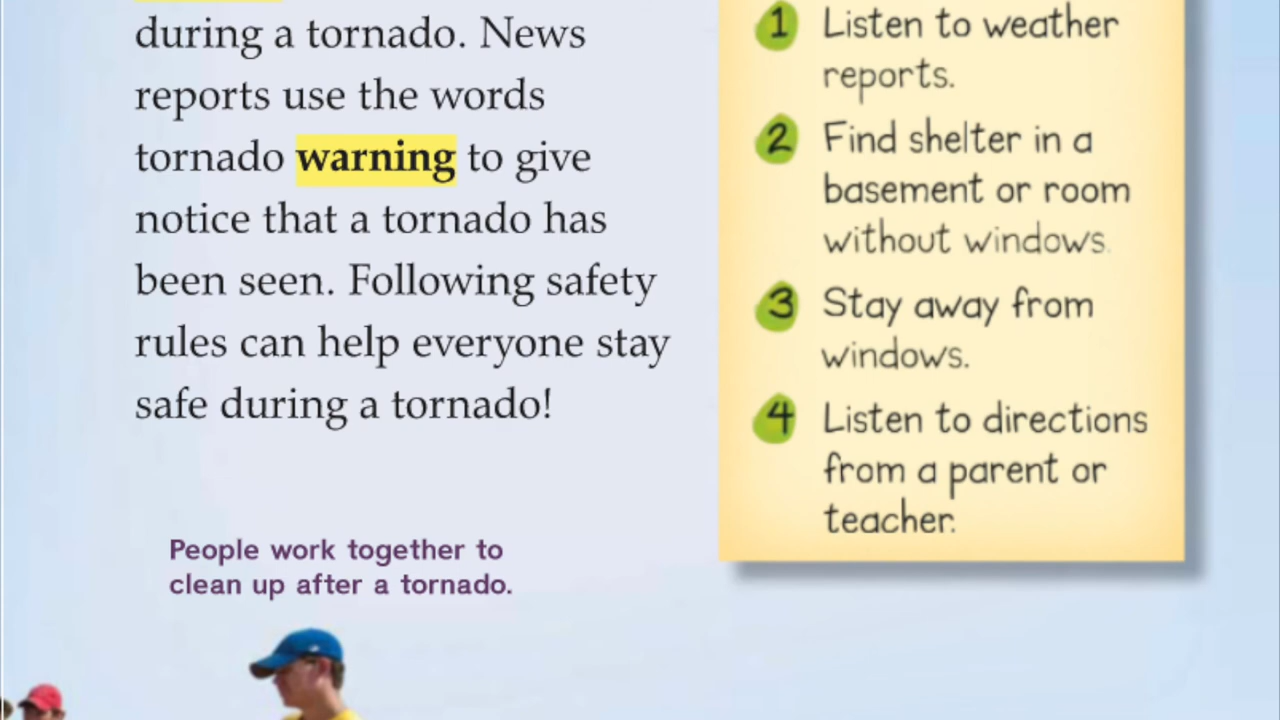 during a tornado. News
reports use the words
tornado warning to give
notice that a tornado has
been seen. Following safety
rules can help everyone stay
safe during a tornado!
People work together to
clean up after a tornado.
1 Listen to weather
reports.
2 Find shelter in a
basement or room
without windows.
3 Stay away from
windows.
4 Listen to directions
from a parent or
teacher.